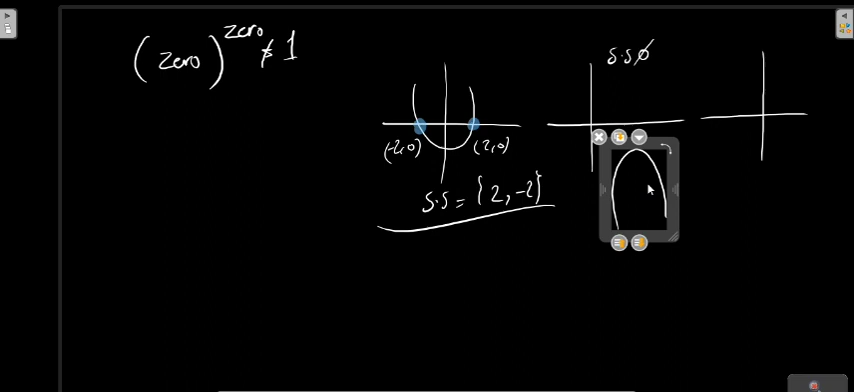 (zero)^zero ≠ 1
S.S ∅
(-2,0) (2,0)
S.S = {2, -2}